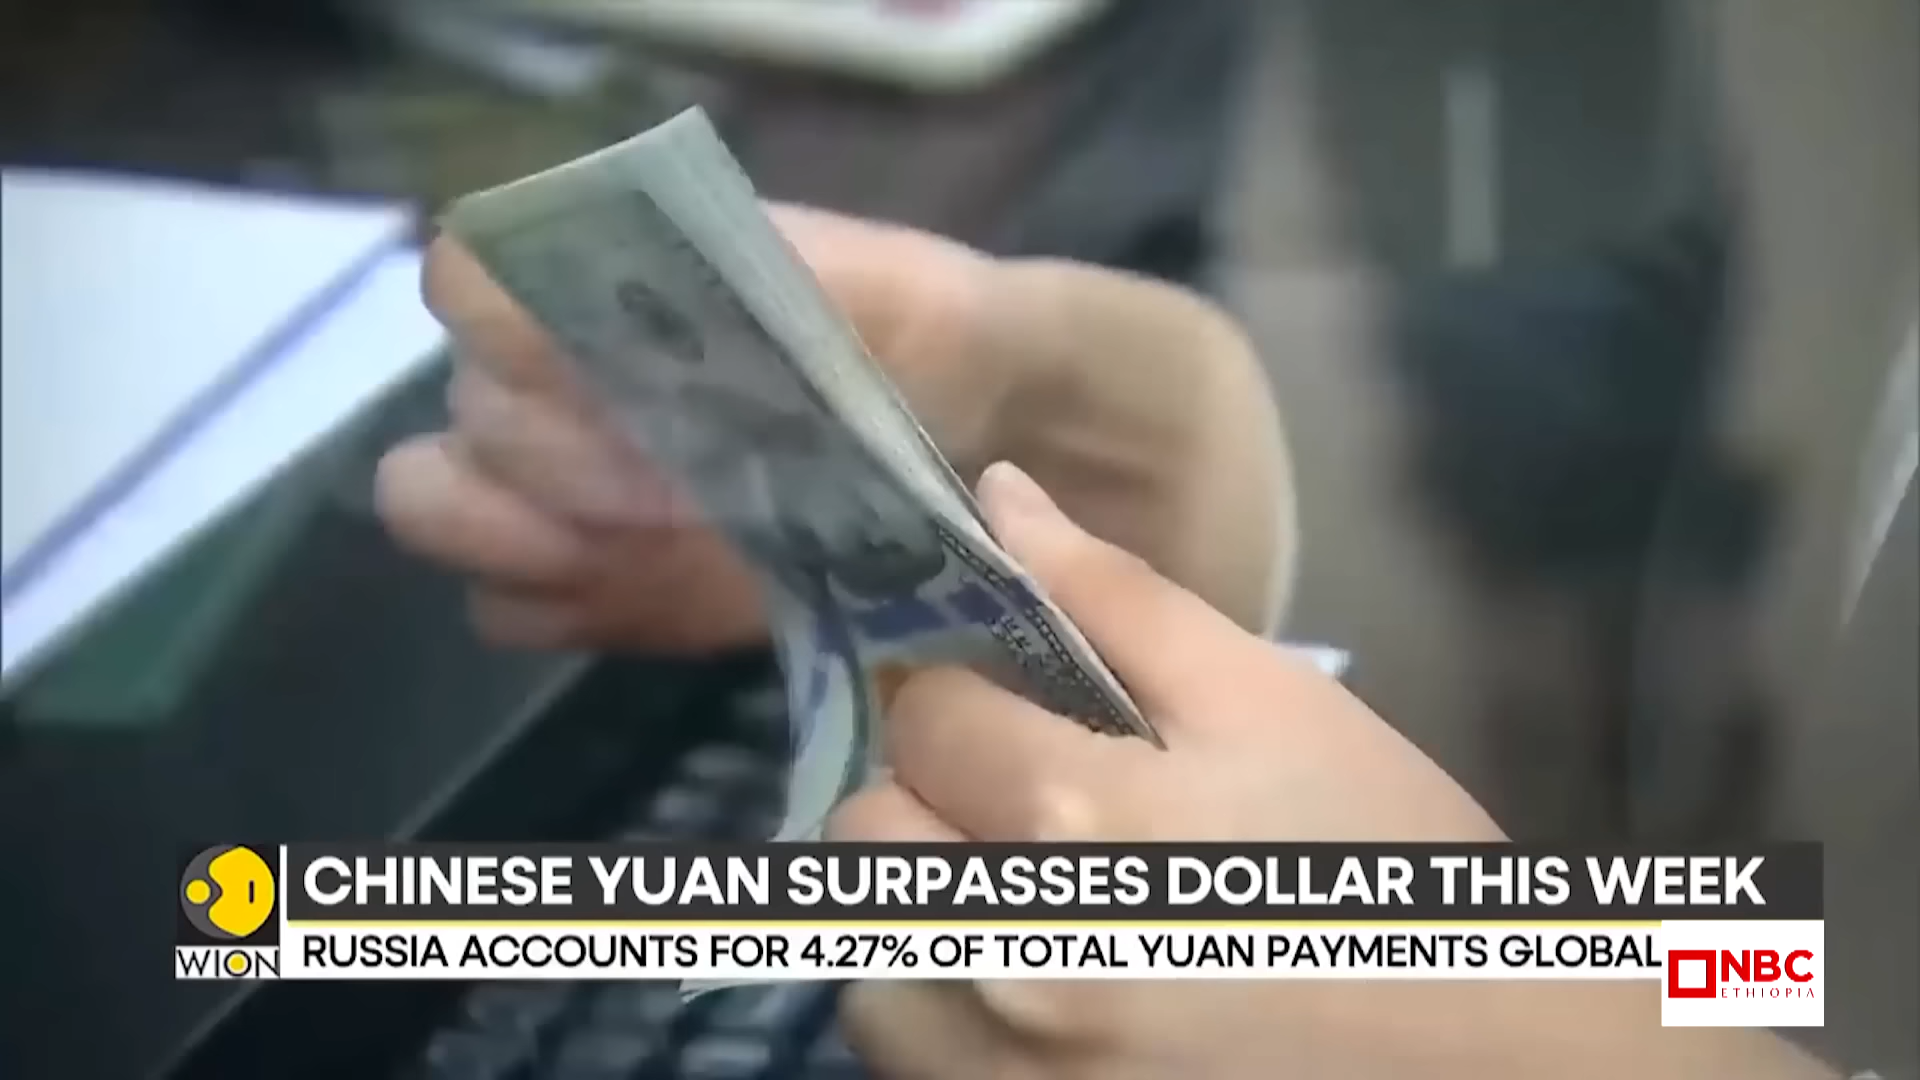 CHINESE YUAN SURPASSES DOLLAR THIS WEEK
RUSSIA ACCOUNTS FOR 4.27% OF TOTAL YUAN PAYMENTS GLOBAL
WION
NBC
ETHIOPIA